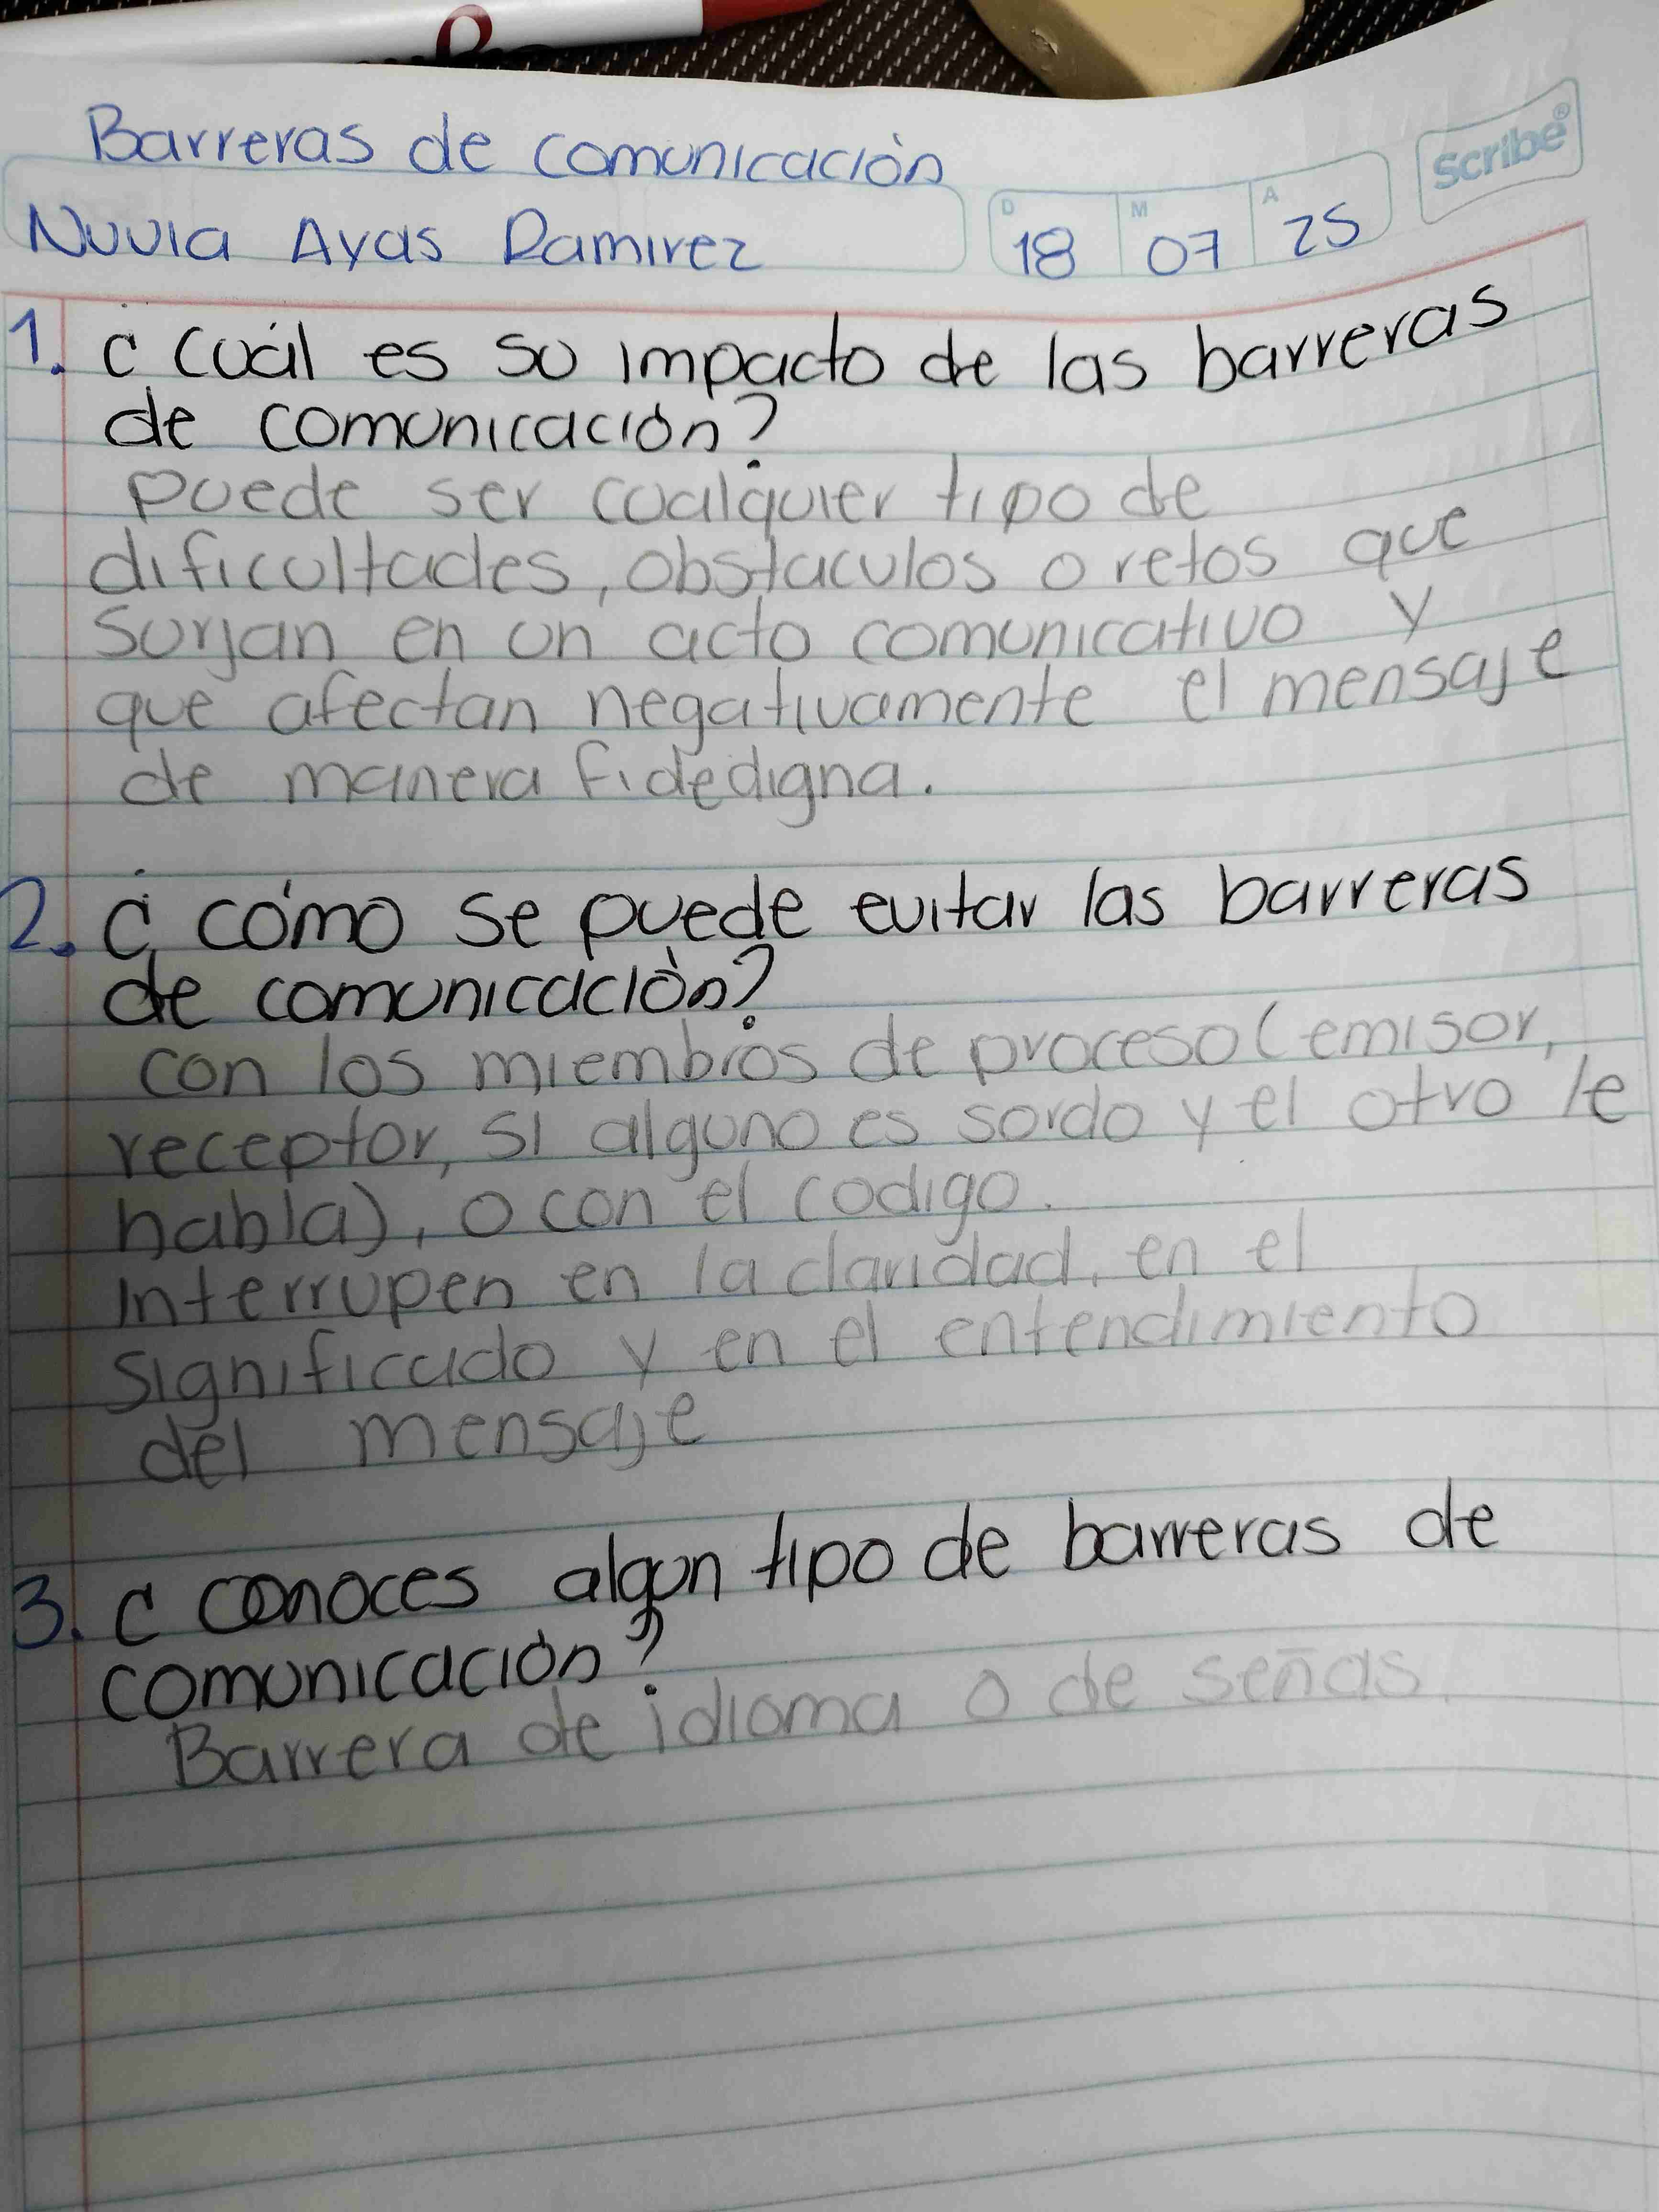 Barreras de comunicación
Scribe®
Nuvia Ayas Ramirez
D 18 M 07 A 25
1. ¿Cuál es su impacto de las barreras
de comunicación?
Puede ser cualquier tipo de
dificultades, obstaculos o retos que
Surjan en un acto comunicativo y
que afectan negativamente el mensaje
de manera fidedigna.
2. ¿cómo se puede evitar las barreras
de comunicación?
con los miembros de proceso (emisor,
receptor, si alguno es sordo y el otro le
habla), o con el codigo.
Interrupen en la claridad, en el
significado y en el entendimiento
del mensaje
3. ¿conoces algun tipo de barreras de
comunicación?
Barrera de idioma o de señas.